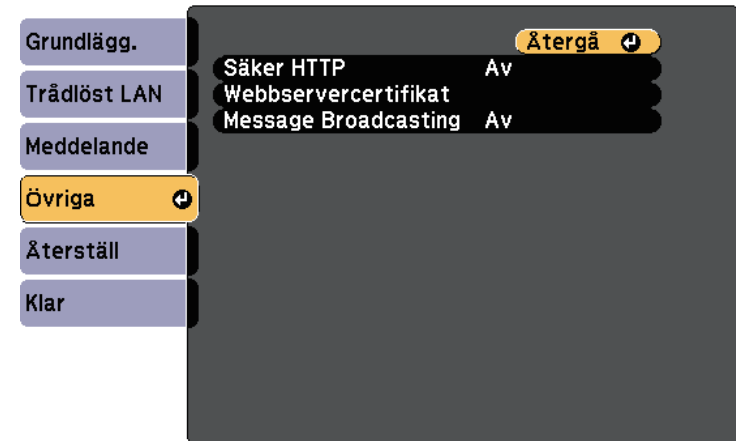 Grundlägg.
Trådlöst LAN
Meddelande
Övriga
Återställ
Klar
Återgå
Säker HTTP Av
Webbservercertifikat
Message Broadcasting Av